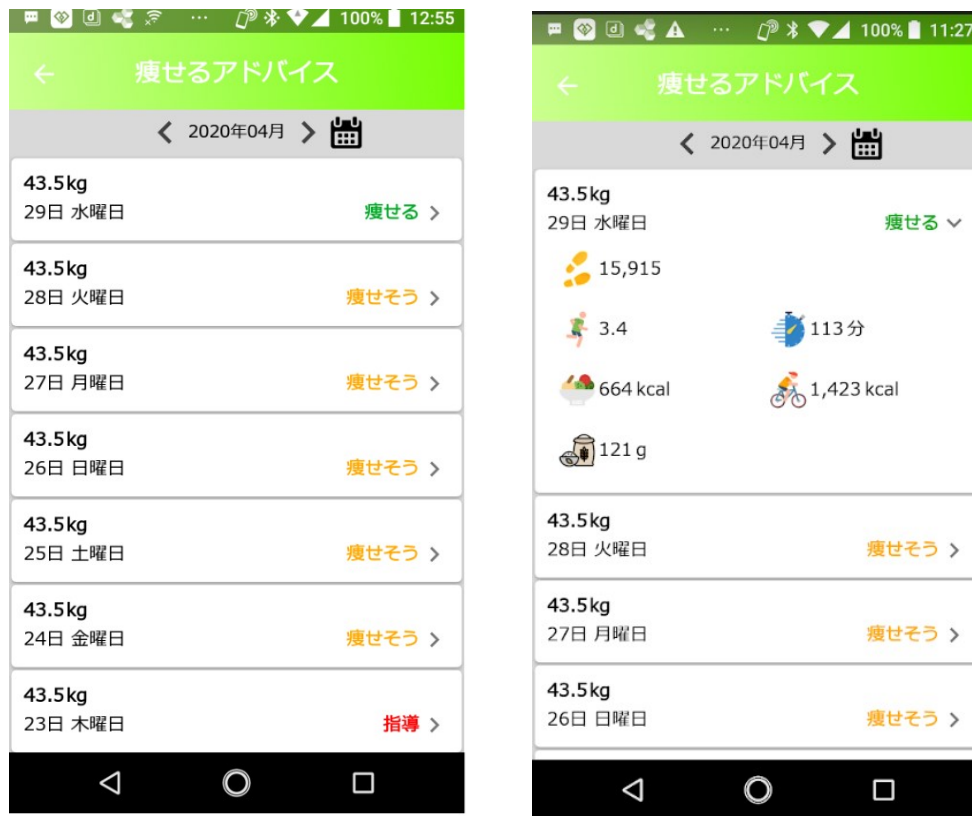 100% 12:55
痩せるアドバイス
2020年04月
43.5kg
29日 水曜日
痩せる
43.5kg
28日 火曜日
痩せそう
43.5kg
27日 月曜日
痩せそう
43.5kg
26日 日曜日
痩せそう
43.5kg
25日 土曜日
痩せそう
43.5kg
24日 金曜日
痩せそう
43.5kg
23日 木曜日
指導
100% 11:27
痩せるアドバイス
2020年04月
43.5kg
29日 水曜日
痩せる
15,915
3.4
113分
664 kcal
1,423 kcal
121 g
43.5kg
28日 火曜日
痩せそう
43.5kg
27日 月曜日
痩せそう
43.5kg
26日 日曜日
痩せそう